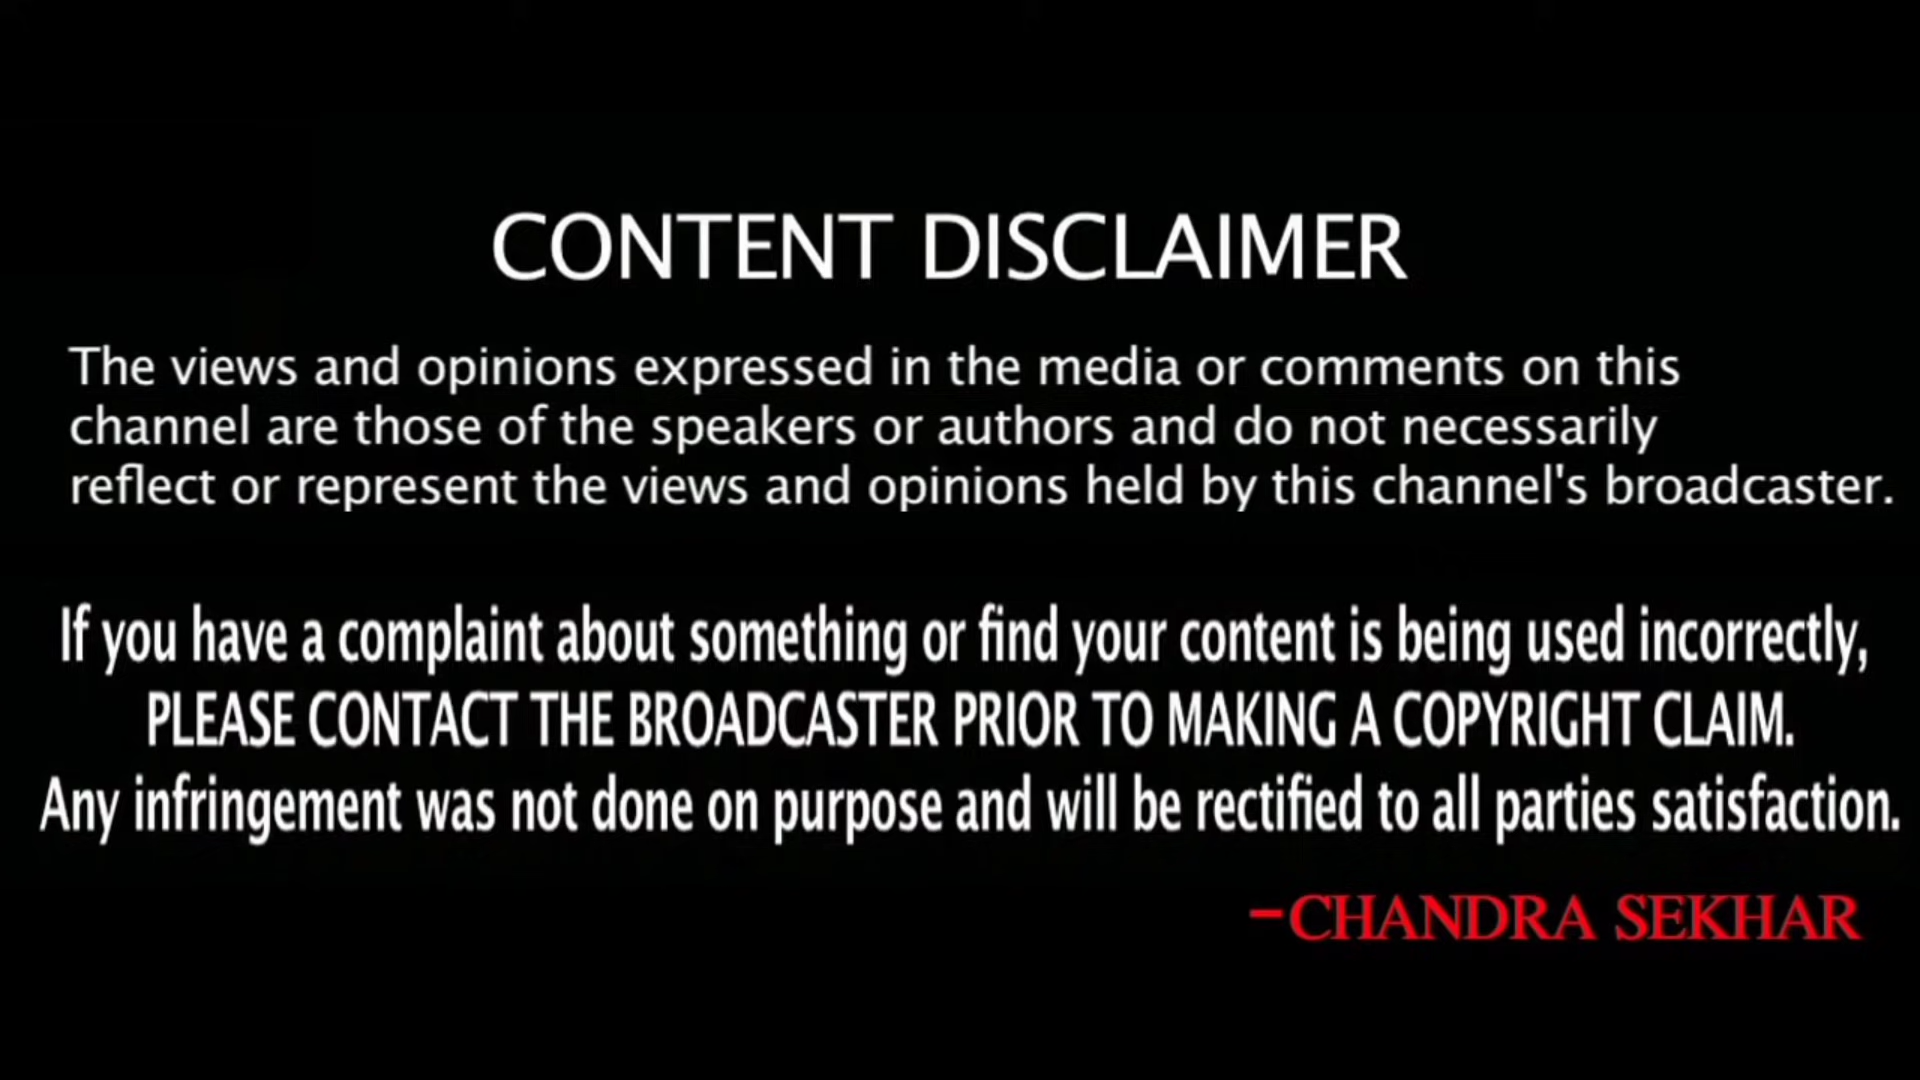 CONTENT DISCLAIMER
The views and opinions expressed in the media or comments on this
channel are those of the speakers or authors and do not necessarily
reflect or represent the views and opinions held by this channel's broadcaster.
If you have a complaint about something or find your content is being used incorrectly,
PLEASE CONTACT THE BROADCASTER PRIOR TO MAKING A COPYRIGHT CLAIM.
Any infringement was not done on purpose and will be rectified to all parties satisfaction.
-CHANDRA SEKHAR